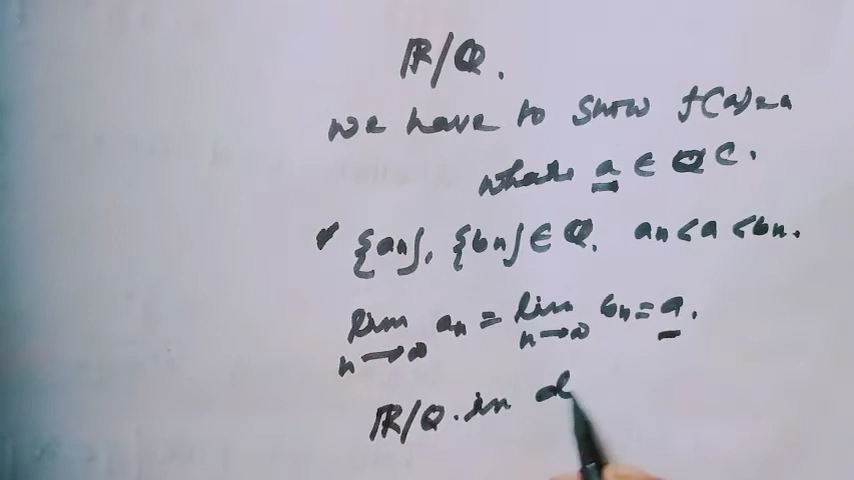 R/Q.
we have to show f(a)=a
where a ∈ QC.
{an}, {bn} ∈ Q. an < a < bn.
lim n→∞ an = lim n→∞ bn = a.
R/Q. in d